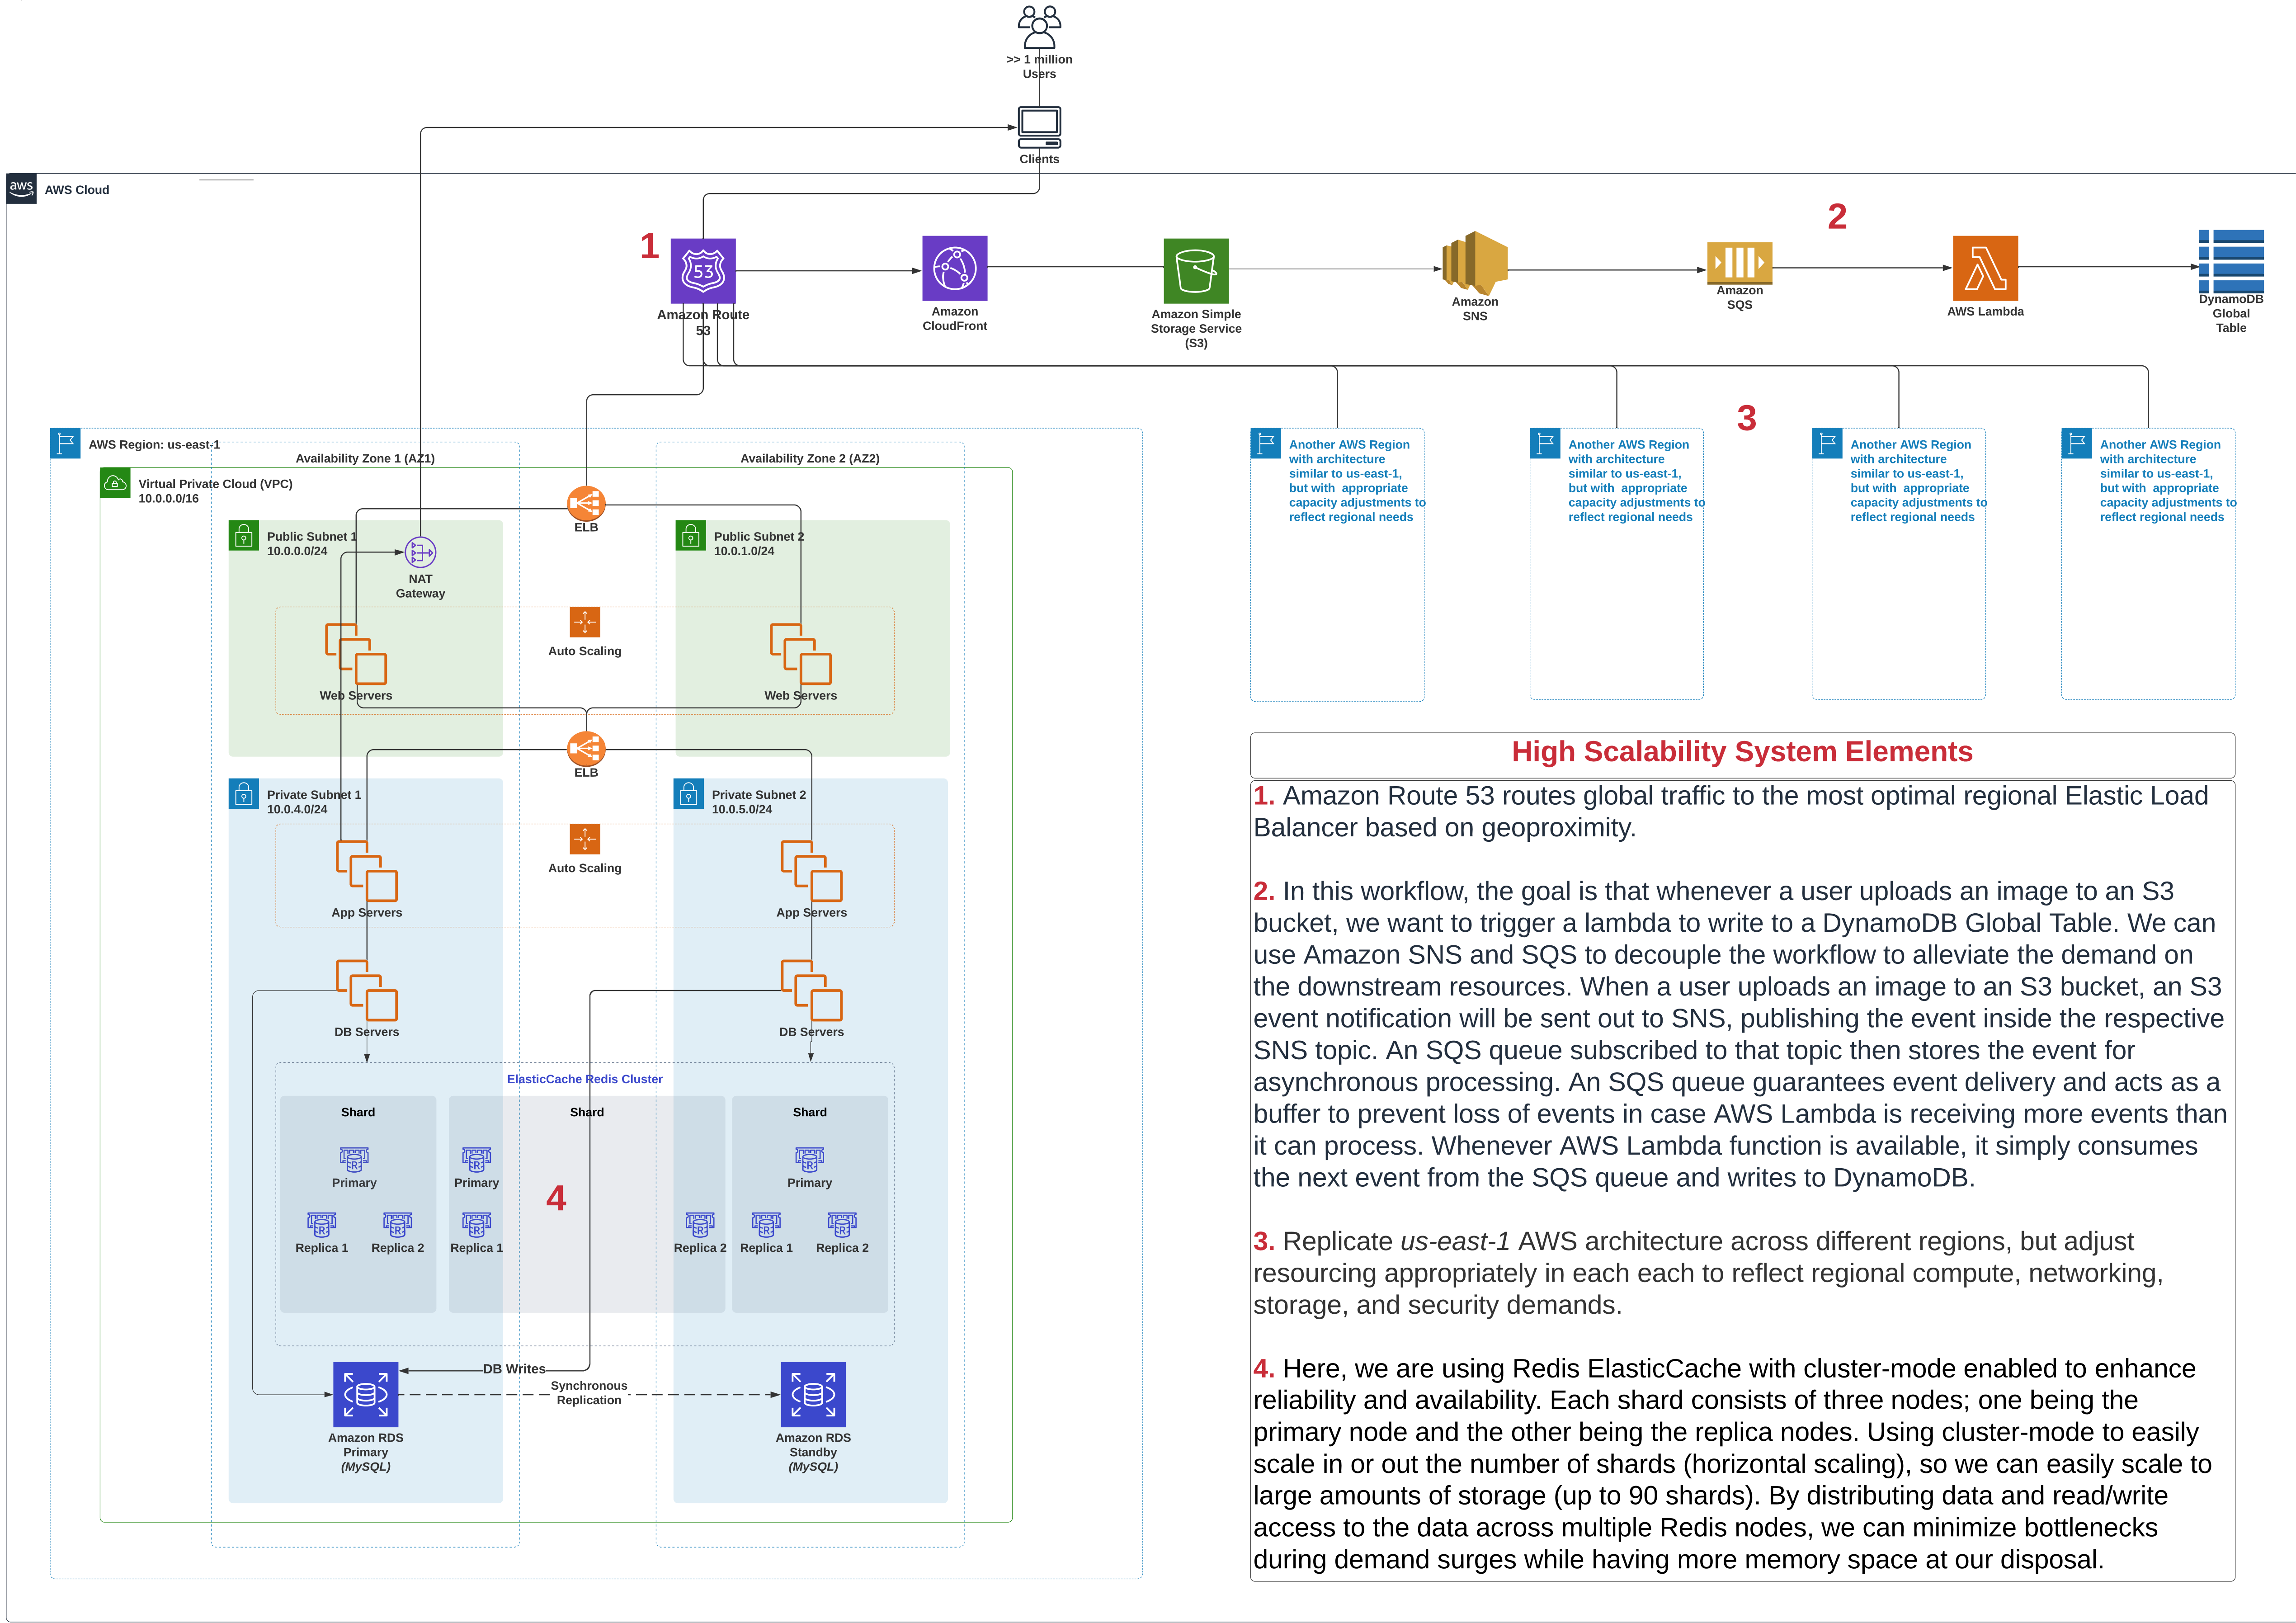 >> 1 million
Users
Clients
aws
AWS Cloud
1
2
53
Amazon Route
53
Amazon
CloudFront
Amazon Simple
Storage Service
(S3)
Amazon
SNS
Amazon
SQS
AWS Lambda
DynamoDB
Global
Table
3
AWS Region: us-east-1
Availability Zone 1 (AZ1)
Availability Zone 2 (AZ2)
Virtual Private Cloud (VPC)
10.0.0.0/16
ELB
Public Subnet 1
10.0.0.0/24
Public Subnet 2
10.0.1.0/24
NAT
Gateway
Auto Scaling
Web Servers
Web Servers
ELB
Private Subnet 1
10.0.4.0/24
Private Subnet 2
10.0.5.0/24
Auto Scaling
App Servers
App Servers
DB Servers
DB Servers
ElasticCache Redis Cluster
Shard
Shard
Shard
R
R
R
Primary
Primary
Primary
4
R
R
R
R
R
R
Replica 1
Replica 2
Replica 1
Replica 2
Replica 1
Replica 2
DB Writes
Synchronous
Replication
Amazon RDS
Primary
(MySQL)
Amazon RDS
Standby
(MySQL)
Another AWS Region
with architecture
similar to us-east-1,
but with appropriate
capacity adjustments to
reflect regional needs
Another AWS Region
with architecture
similar to us-east-1,
but with appropriate
capacity adjustments to
reflect regional needs
Another AWS Region
with architecture
similar to us-east-1,
but with appropriate
capacity adjustments to
reflect regional needs
Another AWS Region
with architecture
similar to us-east-1,
but with appropriate
capacity adjustments to
reflect regional needs
High Scalability System Elements
1. Amazon Route 53 routes global traffic to the most optimal regional Elastic Load
Balancer based on geoproximity.
2. In this workflow, the goal is that whenever a user uploads an image to an S3
bucket, we want to trigger a lambda to write to a DynamoDB Global Table. We can
use Amazon SNS and SQS to decouple the workflow to alleviate the demand on
the downstream resources. When a user uploads an image to an S3 bucket, an S3
event notification will be sent out to SNS, publishing the event inside the respective
SNS topic. An SQS queue subscribed to that topic then stores the event for
asynchronous processing. An SQS queue guarantees event delivery and acts as a
buffer to prevent loss of events in case AWS Lambda is receiving more events than
it can process. Whenever AWS Lambda function is available, it simply consumes
the next event from the SQS queue and writes to DynamoDB.
3. Replicate us-east-1 AWS architecture across different regions, but adjust
resourcing appropriately in each each to reflect regional compute, networking,
storage, and security demands.
4. Here, we are using Redis ElasticCache with cluster-mode enabled to enhance
reliability and availability. Each shard consists of three nodes; one being the
primary node and the other being the replica nodes. Using cluster-mode to easily
scale in or out the number of shards (horizontal scaling), so we can easily scale to
large amounts of storage (up to 90 shards). By distributing data and read/write
access to the data across multiple Redis nodes, we can minimize bottlenecks
during demand surges while having more memory space at our disposal.